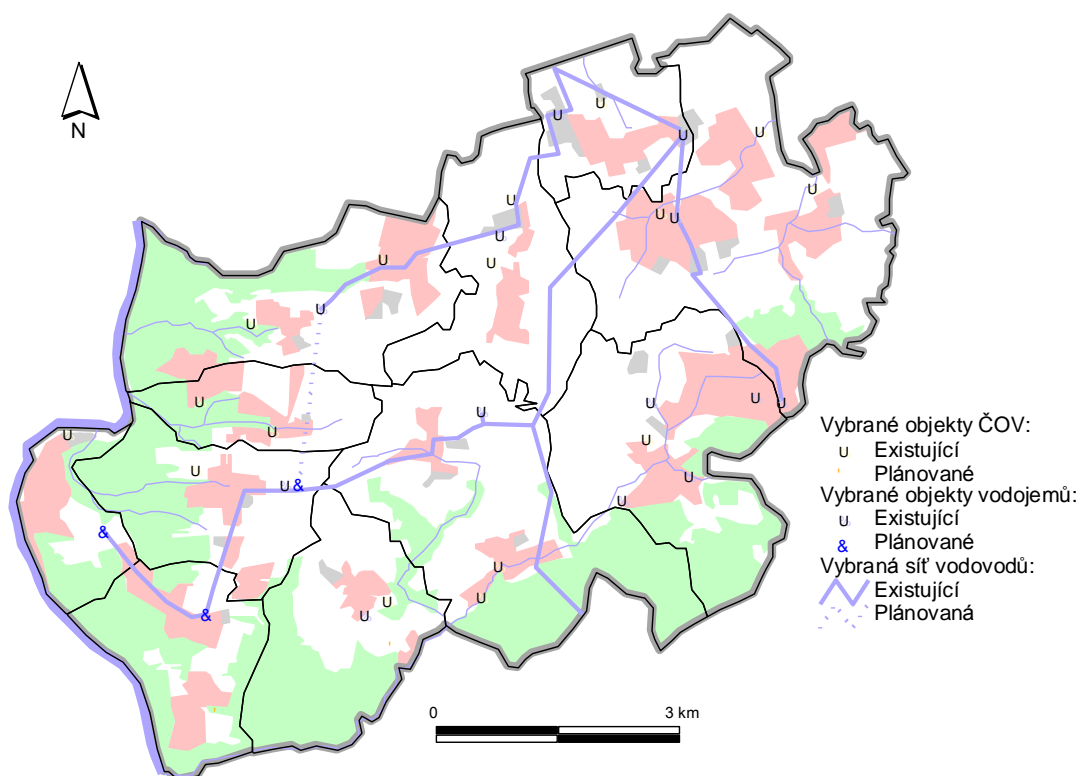 N
Vybrané objekty ČOV:
U Existující
Plánované
Vybrané objekty vodojemů:
U Existující
& Plánované
Vybraná síť vodovodů:
Existující
Plánovaná
0 3 km